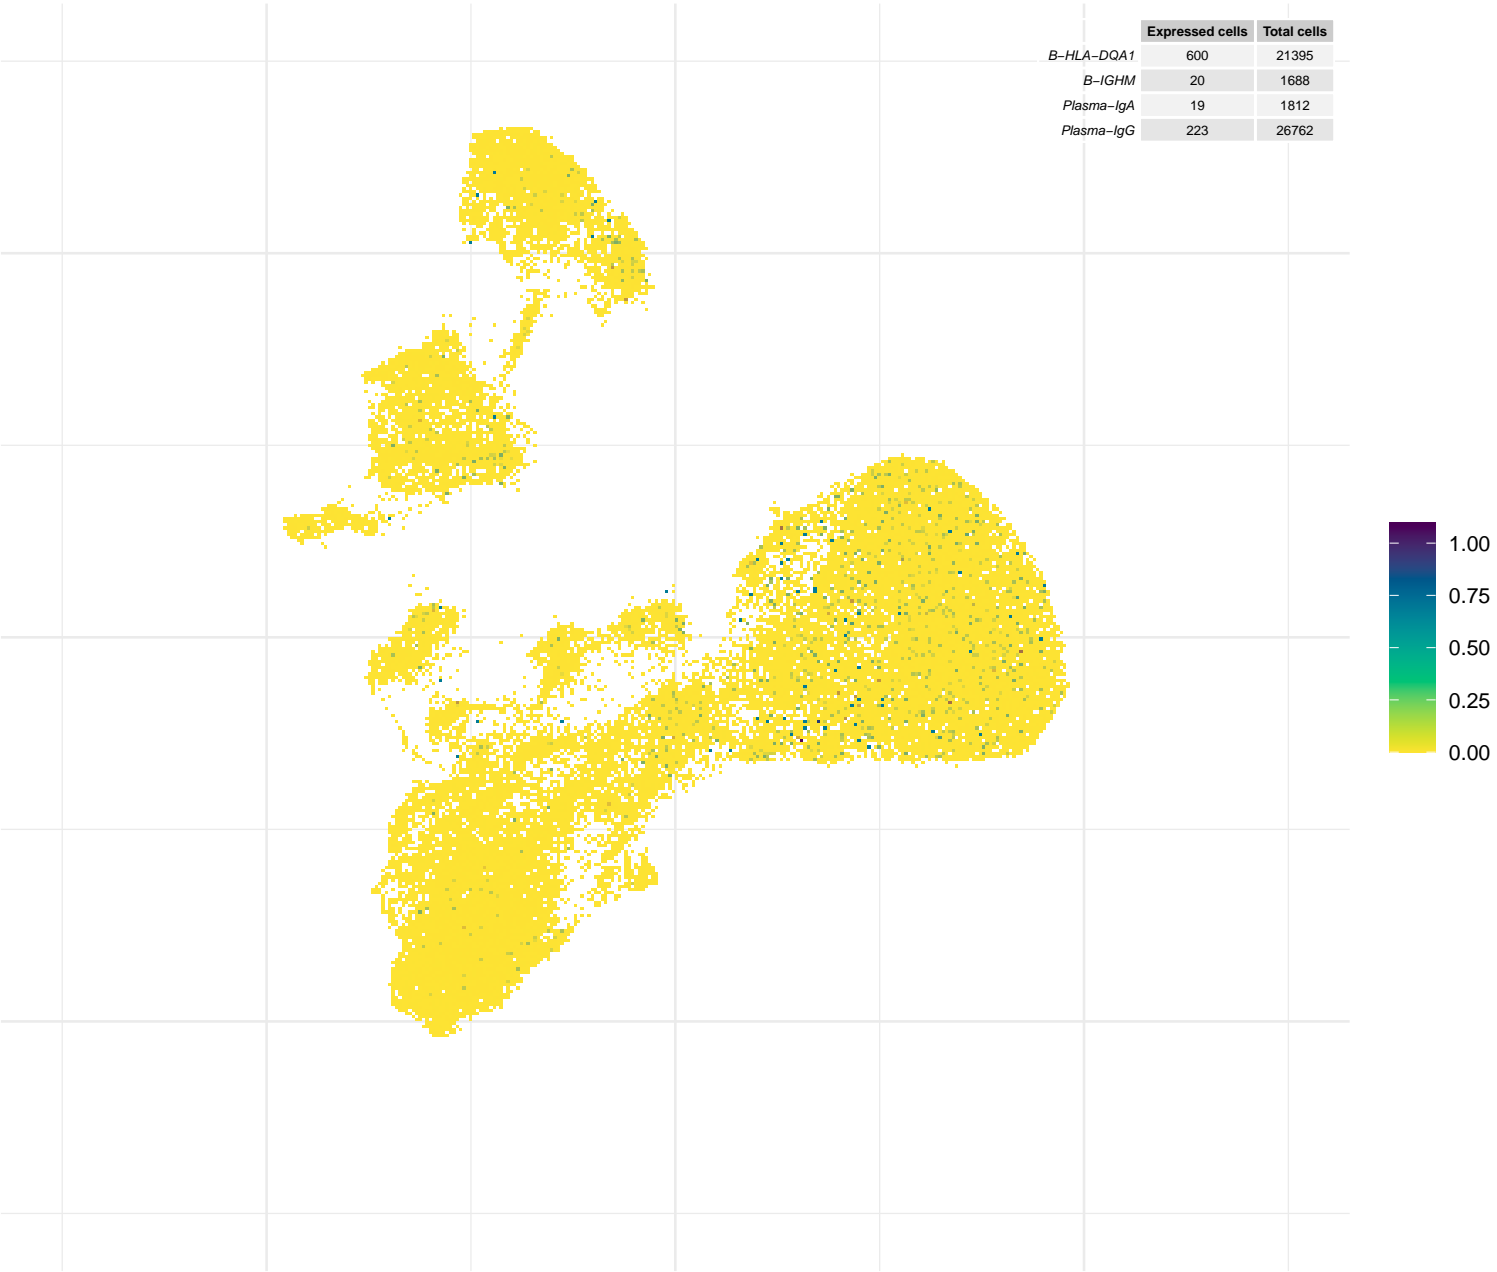 Expressed cells Total cells
B−HLA−DQA1 600 21395
B−IGHM 20 1688
Plasma−IgA 19 1812
Plasma−IgG 223 26762
1.00
0.75
0.50
0.25
0.00